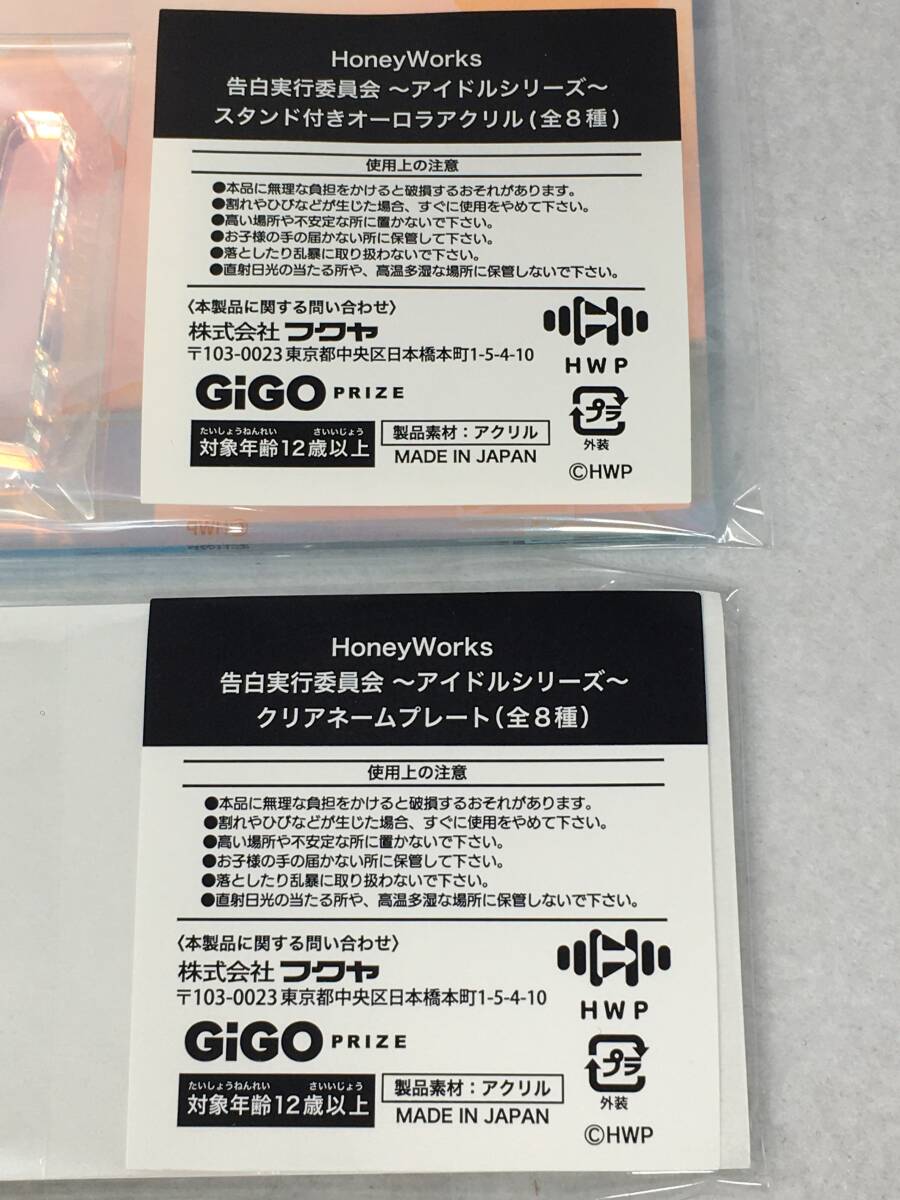 HoneyWorks
告白実行委員会 ～アイドルシリーズ～
スタンド付きオーロラアクリル(全８種)
使用上の注意
●本品に無理な負担をかけると破損するおそれがあります。
●割れやひびなどが生じた場合、すぐに使用をやめて下さい。
●高い場所や不安定な所に置かないで下さい。
●お子様の手の届かない所に保管して下さい。
●落としたり乱暴に取り扱わないで下さい。
●直射日光の当たる所や、高温多湿な場所に保管しないで下さい。
〈本製品に関する問い合わせ〉
株式会社 フクヤ
〒103-0023 東京都中央区日本橋本町1-5-4-10
HWP
GiGO PRIZE
プラ
外装
たいしょうねんれい さいいじょう
対象年齢12歳以上
製品素材：アクリル
MADE IN JAPAN
©HWP
©HWP
HoneyWorks
告白実行委員会 ～アイドルシリーズ～
クリアネームプレート(全８種)
使用上の注意
●本品に無理な負担をかけると破損するおそれがあります。
●割れやひびなどが生じた場合、すぐに使用をやめて下さい。
●高い場所や不安定な所に置かないで下さい。
●お子様の手の届かない所に保管して下さい。
●落としたり乱暴に取り扱わないで下さい。
●直射日光の当たる所や、高温多湿な場所に保管しないで下さい。
〈本製品に関する問い合わせ〉
株式会社 フクヤ
〒103-0023 東京都中央区日本橋本町1-5-4-10
HWP
GiGO PRIZE
プラ
外装
たいしょうねんれい さいいじょう
対象年齢12歳以上
製品素材：アクリル
MADE IN JAPAN
©HWP